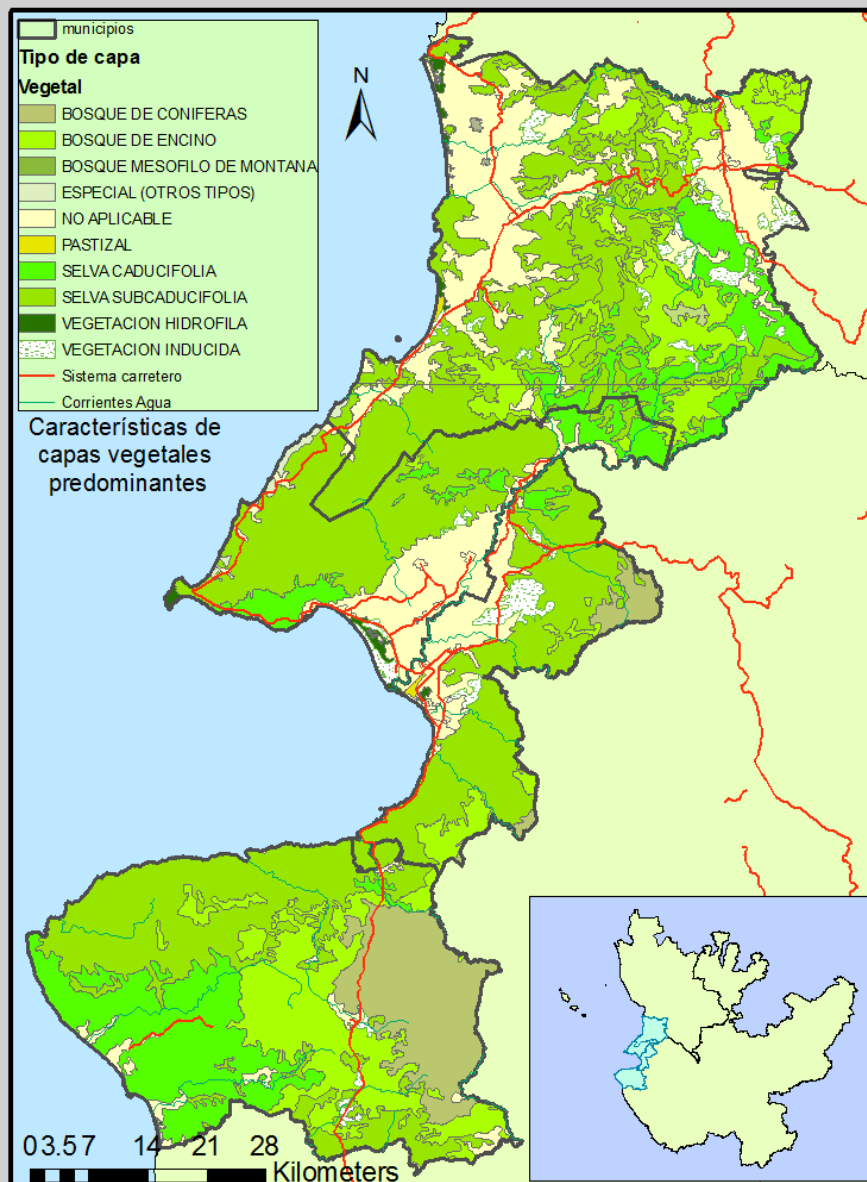 municipios
Tipo de capa
Vegetal
BOSQUE DE CONIFERAS
BOSQUE DE ENCINO
BOSQUE MESOFILO DE MONTANA
ESPECIAL (OTROS TIPOS)
NO APLICABLE
PASTIZAL
SELVA CADUCIFOLIA
SELVA SUBCADUCIFOLIA
VEGETACION HIDROFILA
VEGETACION INDUCIDA
Sistema carretero
Corrientes Agua
Características de
capas vegetales
predominantes
N
03.57 14 21 28
Kilometers